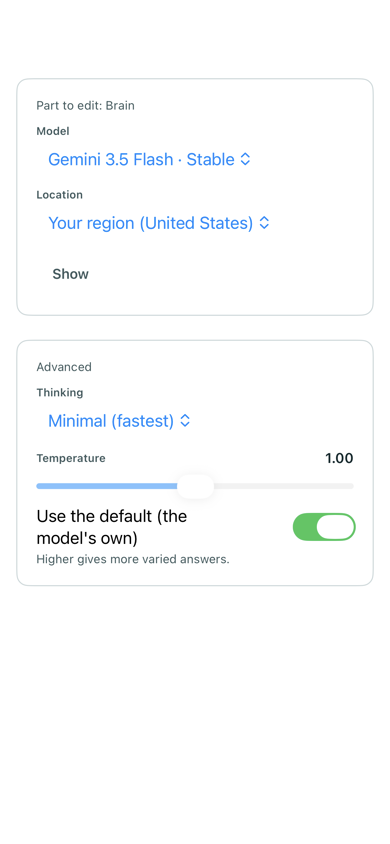 Part to edit: Brain
Model
Gemini 3.5 Flash · Stable
Location
Your region (United States)
Show
Advanced
Thinking
Minimal (fastest)
Temperature 1.00
Use the default (the
model's own)
Higher gives more varied answers.